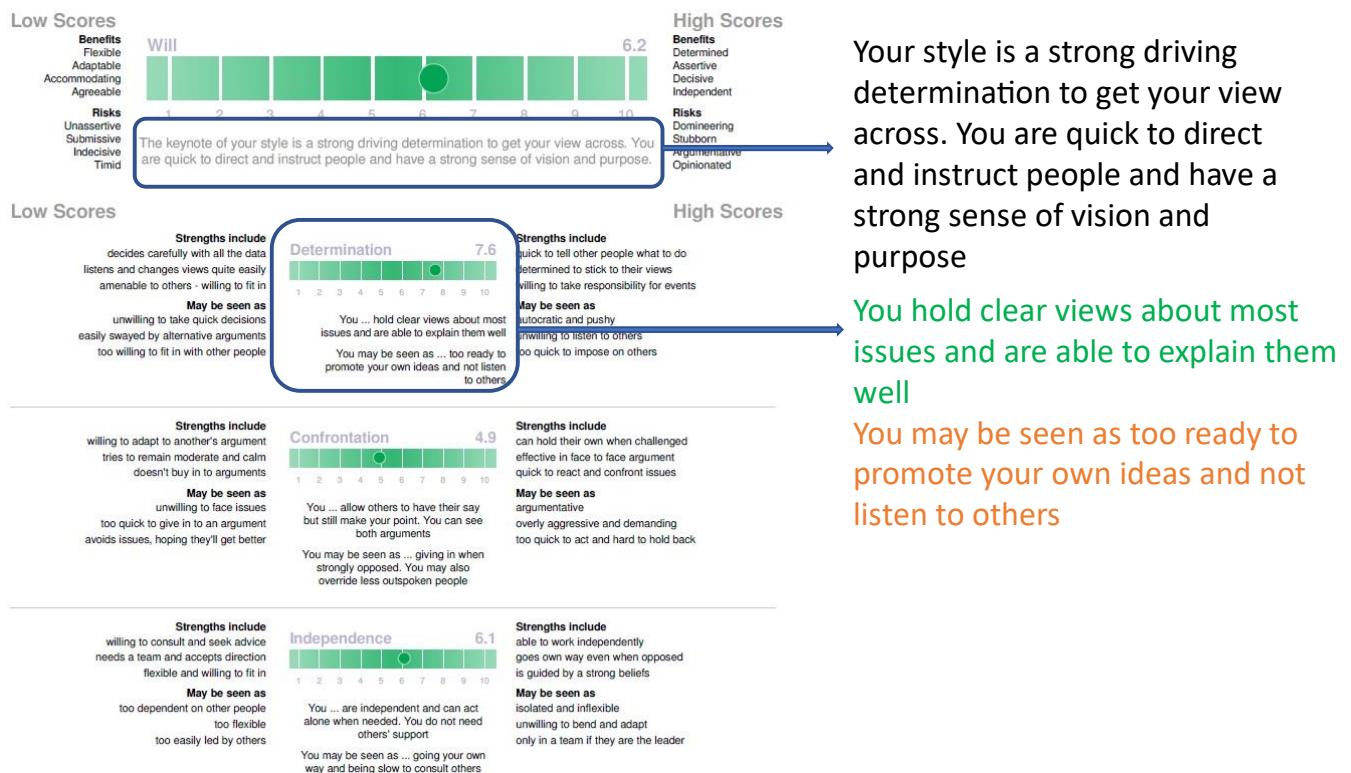 Low Scores
High Scores
Benefits
Flexible
Adaptable
Accommodating
Agreeable
Risks
Unassertive
Submissive
Indecisive
Timid
Will 6.2
1 2 3 4 5 6 7 8 9 10
The keynote of your style is a strong driving determination to get your view across. You
are quick to direct and instruct people and have a strong sense of vision and purpose.
Benefits
Determined
Assertive
Decisive
Independent
Risks
Domineering
Stubborn
Argumentative
Opinionated
Your style is a strong driving
determination to get your view
across. You are quick to direct
and instruct people and have a
strong sense of vision and
purpose
Low Scores
High Scores
Strengths include
decides carefully with all the data
listens and changes views quite easily
amenable to others - willing to fit in
May be seen as
unwilling to take quick decisions
easily swayed by alternative arguments
too willing to fit in with other people
Determination 7.6
1 2 3 4 5 6 7 8 9 10
You ... hold clear views about most
issues and are able to explain them well
You may be seen as ... too ready to
promote your own ideas and not listen
to others
Strengths include
quick to tell other people what to do
determined to stick to their views
willing to take responsibility for events
May be seen as
autocratic and pushy
unwilling to listen to others
too quick to impose on others
You hold clear views about most
issues and are able to explain them
well
You may be seen as too ready to
promote your own ideas and not
listen to others
Strengths include
willing to adapt to another's argument
tries to remain moderate and calm
doesn't buy in to arguments
May be seen as
unwilling to face issues
too quick to give in to an argument
avoids issues, hoping they'll get better
Confrontation 4.9
1 2 3 4 5 6 7 8 9 10
You ... allow others to have their say
but still make your point. You can see
both arguments
You may be seen as ... giving in when
strongly opposed. You may also
override less outspoken people
Strengths include
can hold their own when challenged
effective in face to face argument
quick to react and confront issues
May be seen as
argumentative
overly aggressive and demanding
too quick to act and hard to hold back
Strengths include
willing to consult and seek advice
needs a team and accepts direction
flexible and willing to fit in
May be seen as
too dependent on other people
too flexible
too easily led by others
Independence 6.1
1 2 3 4 5 6 7 8 9 10
You ... are independent and can act
alone when needed. You do not need
others' support
You may be seen as ... going your own
way and being slow to consult others
Strengths include
able to work independently
goes own way even when opposed
is guided by a strong beliefs
May be seen as
isolated and inflexible
unwilling to bend and adapt
only in a team if they are the leader